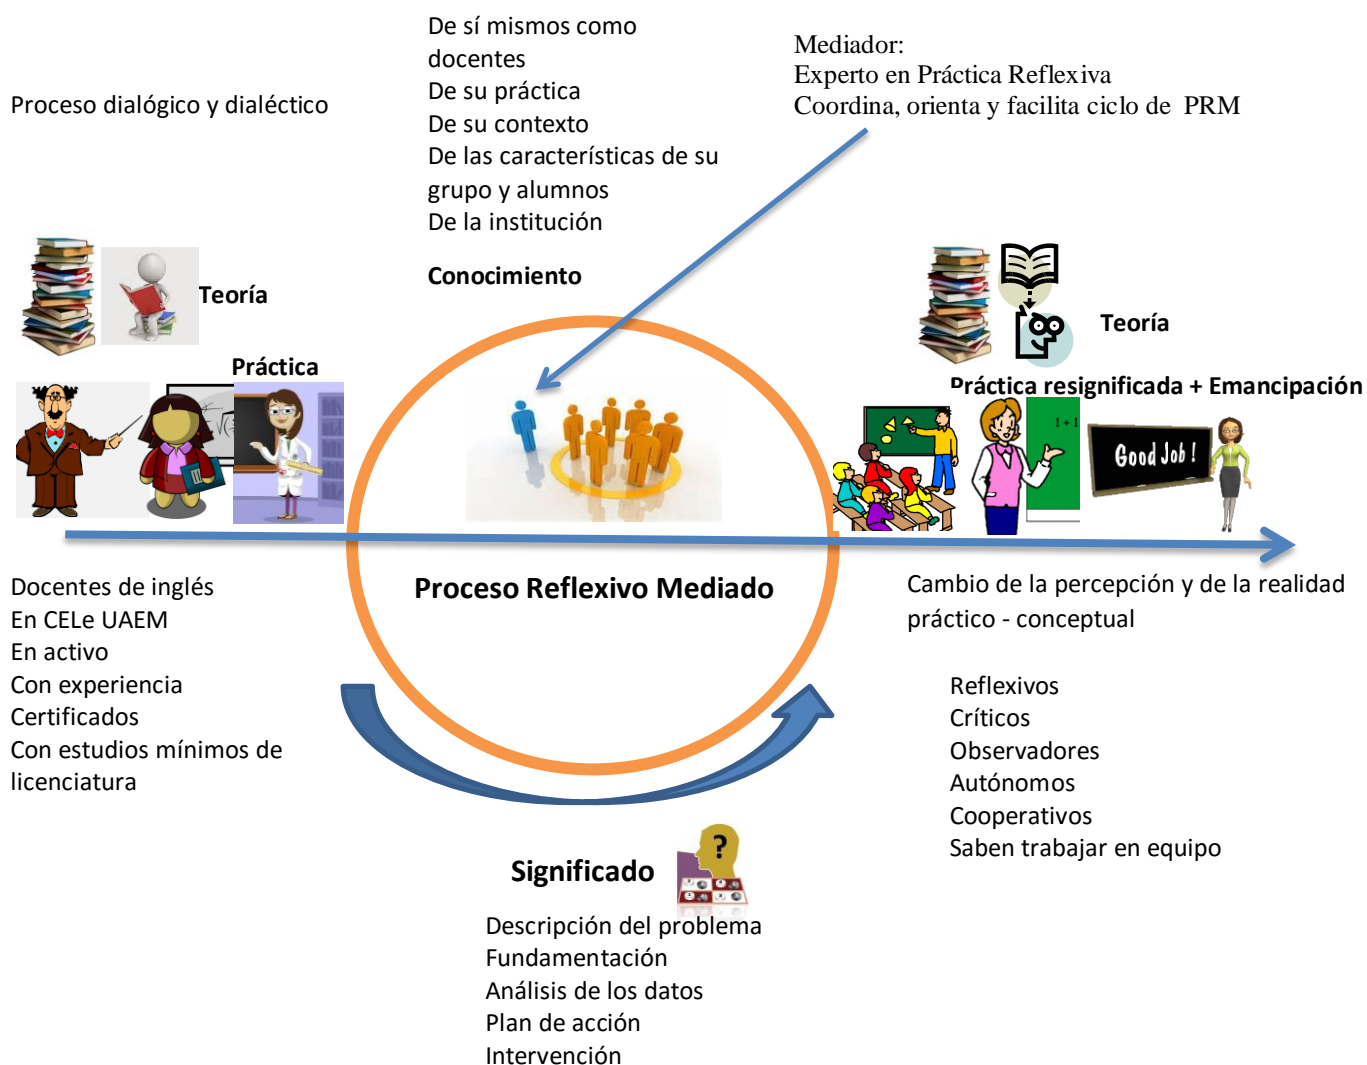 De sí mismos como
docentes
De su práctica
De su contexto
De las características de su
grupo y alumnos
De la institución
Mediador:
Experto en Práctica Reflexiva
Coordina, orienta y facilita ciclo de PRM
Proceso dialógico y dialéctico
Conocimiento
Teoría
Práctica
Teoría
Práctica resignificada + Emancipación
1 + 1
Good Job !
Proceso Reflexivo Mediado
Docentes de inglés
En CELe UAEM
En activo
Con experiencia
Certificados
Con estudios mínimos de
licenciatura
Cambio de la percepción y de la realidad
práctico - conceptual
Reflexivos
Críticos
Observadores
Autónomos
Cooperativos
Saben trabajar en equipo
?
Significado
Descripción del problema
Fundamentación
Análisis de los datos
Plan de acción
Intervención